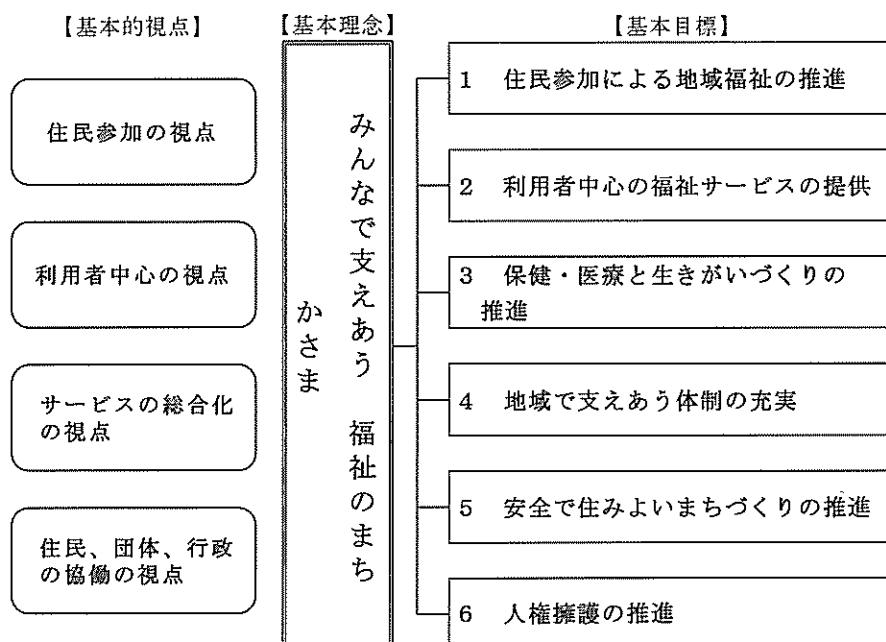 【基本的視点】
住民参加の視点
利用者中心の視点
サービスの総合化
の視点
住民、団体、行政
の協働の視点
【基本理念】
みんなで支えあう　福祉のまち
かさま
【基本目標】
1　住民参加による地域福祉の推進
2　利用者中心の福祉サービスの提供
3　保健・医療と生きがいづくりの
推進
4　地域で支えあう体制の充実
5　安全で住みよいまちづくりの推進
6　人権擁護の推進